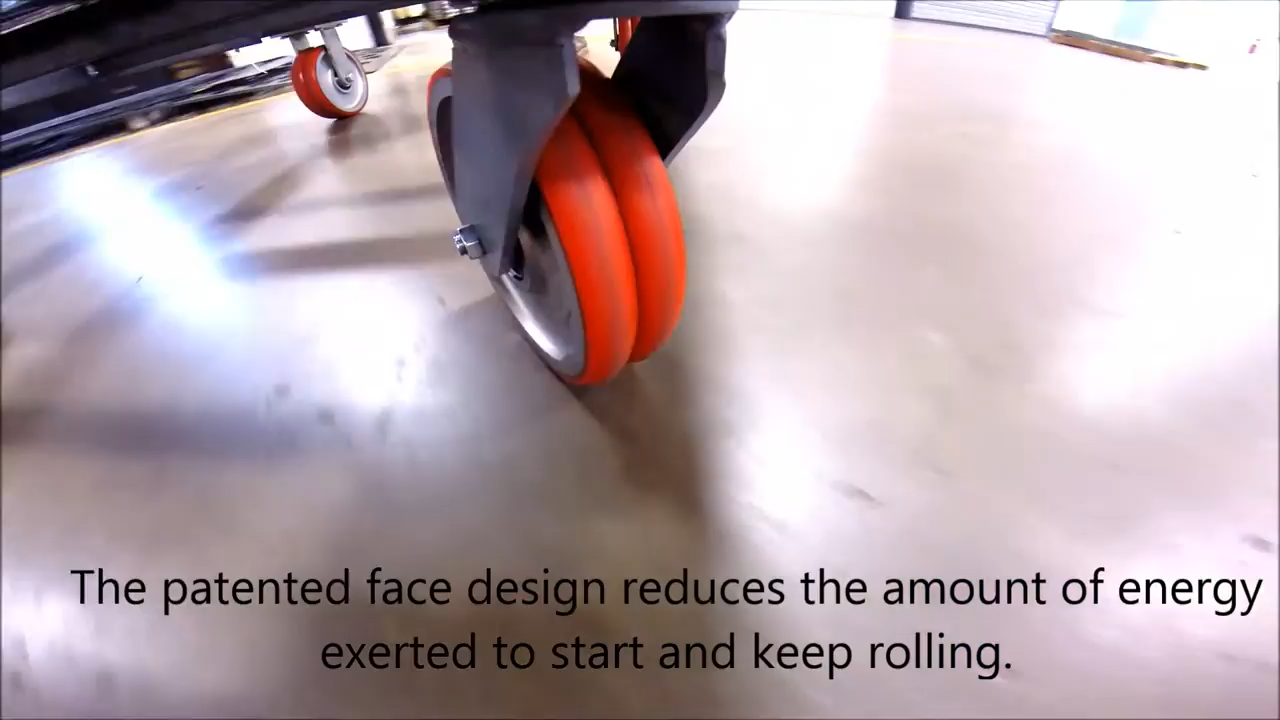 The patented face design reduces the amount of energy
exerted to start and keep rolling.